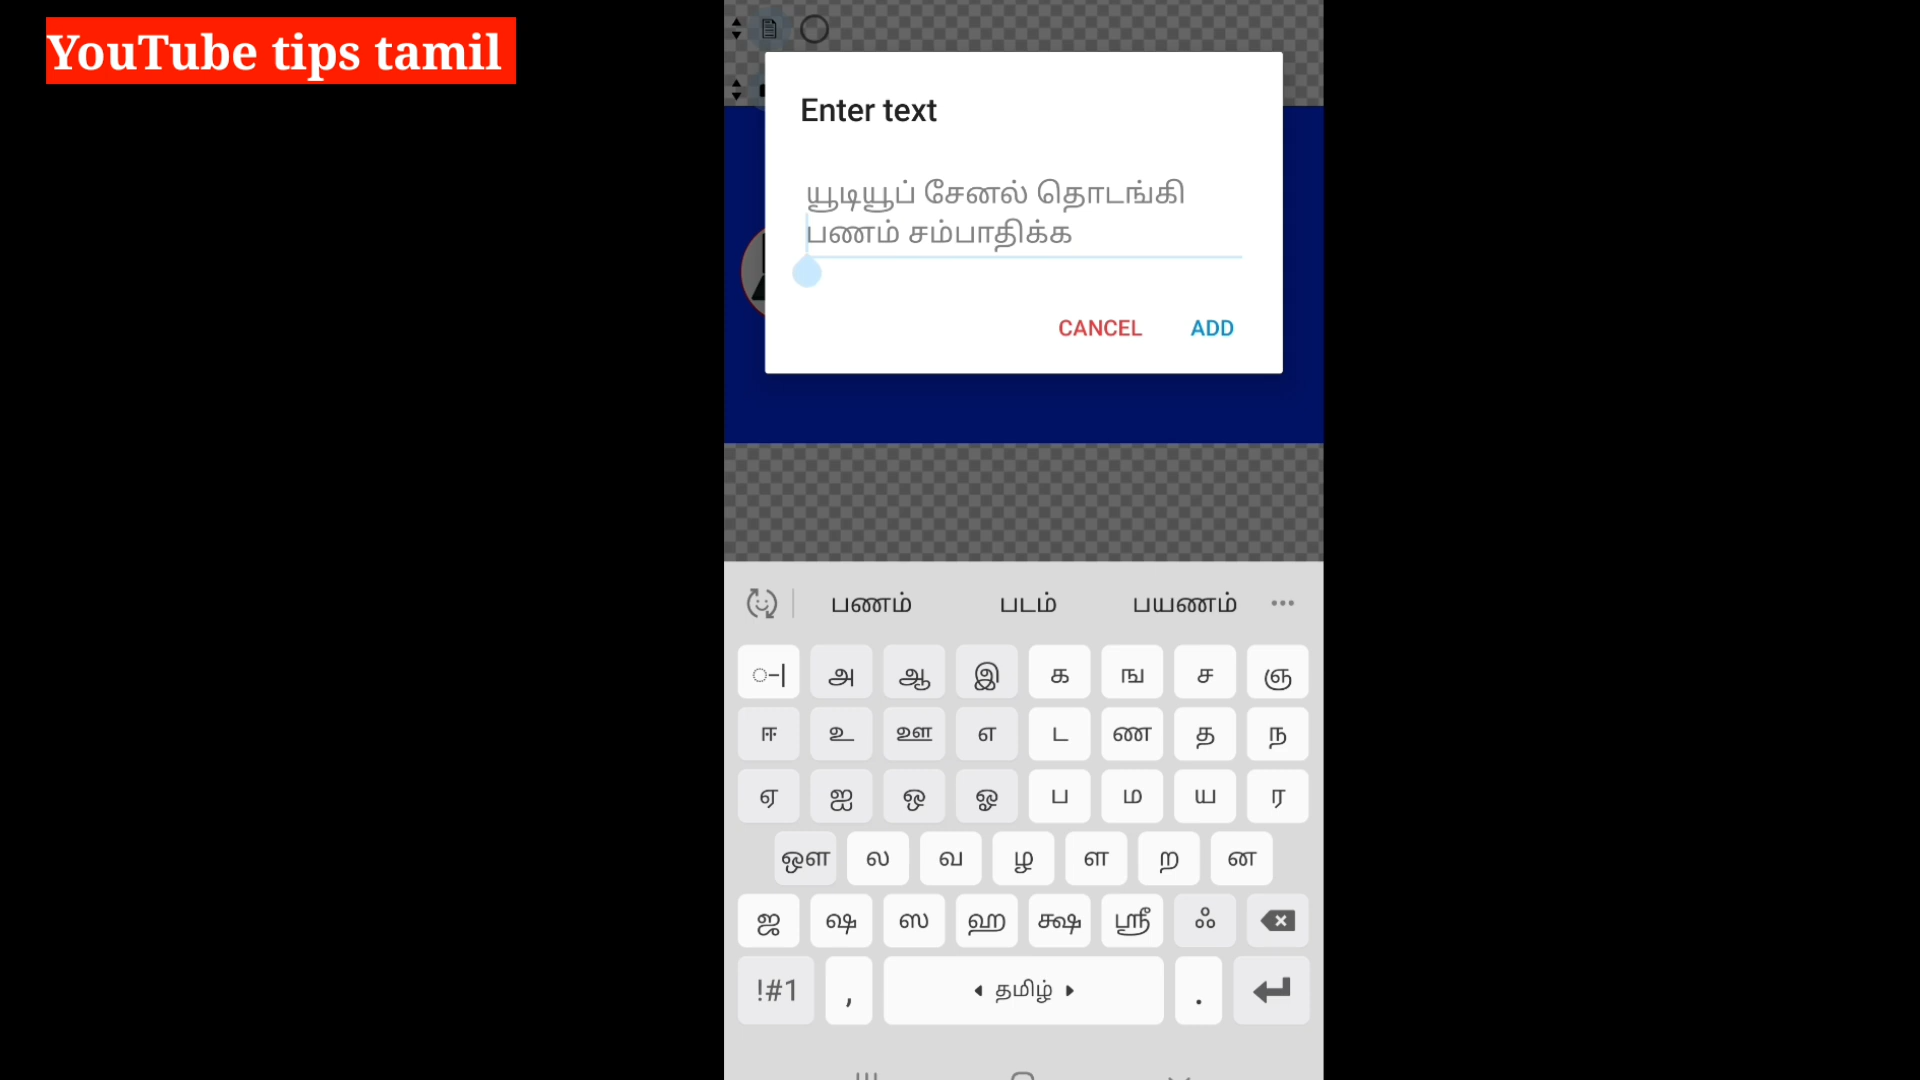 YouTube tips tamil
Enter text
யூடியூப் சேனல் தொடங்கி
பணம் சம்பாதிக்க
CANCEL ADD
பணம் படம் பயணம்
அ ஆ இ க ங ச ஞ
ஈ உ ஊ எ ட ண த ந
ஏ ஐ ஒ ஓ ப ம ய ர
ஔ ல வ ழ ள ற ன
ஜ ஷ ஸ ஹ க்ஷ ஸ்ரீ ஃ
!#1 , தமிழ் .